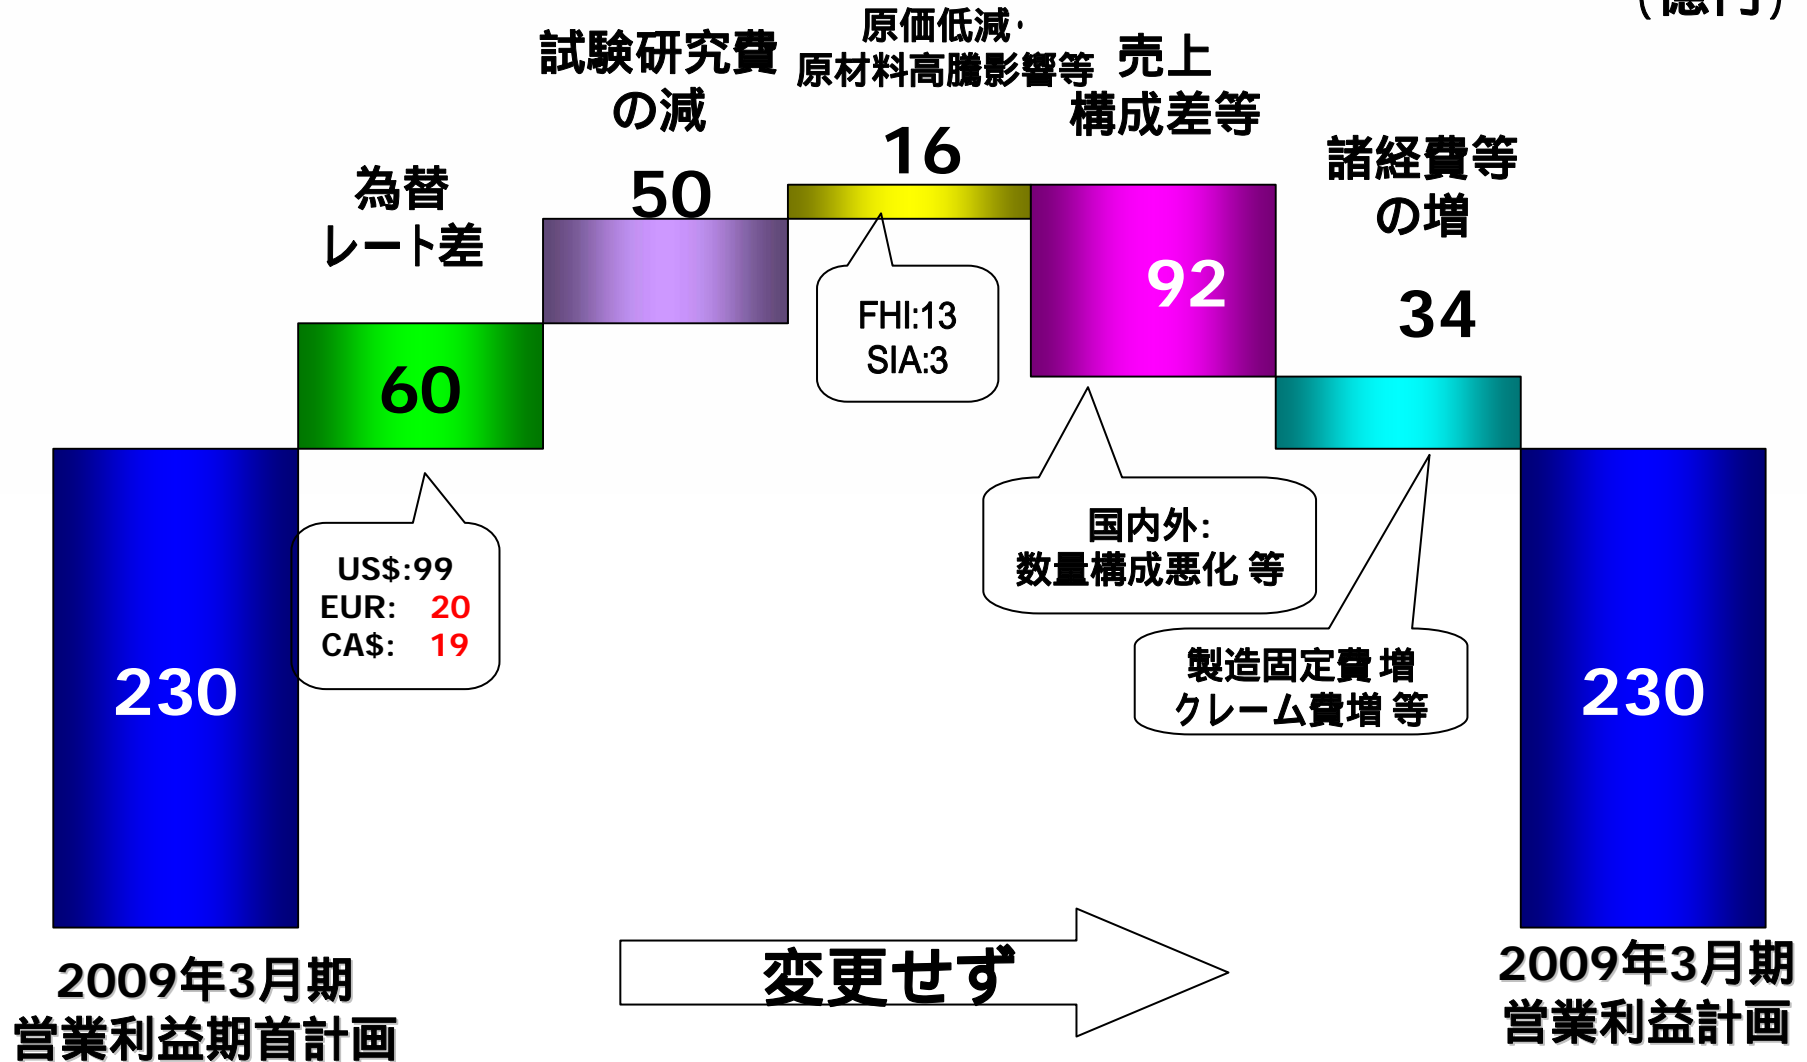 (億円)
原価低減・
原材料高騰影響等
試験研究費
の減
売上
構成差等
諸経費等
の増
為替
レート差
16
50
92
34
60
FHI:13
SIA:3
国内外:
数量構成悪化 等
US$:99
EUR: 20
CA$: 19
製造固定費 増
クレーム費増 等
230
230
変更せず
2009年3月期
営業利益期首計画
2009年3月期
営業利益計画